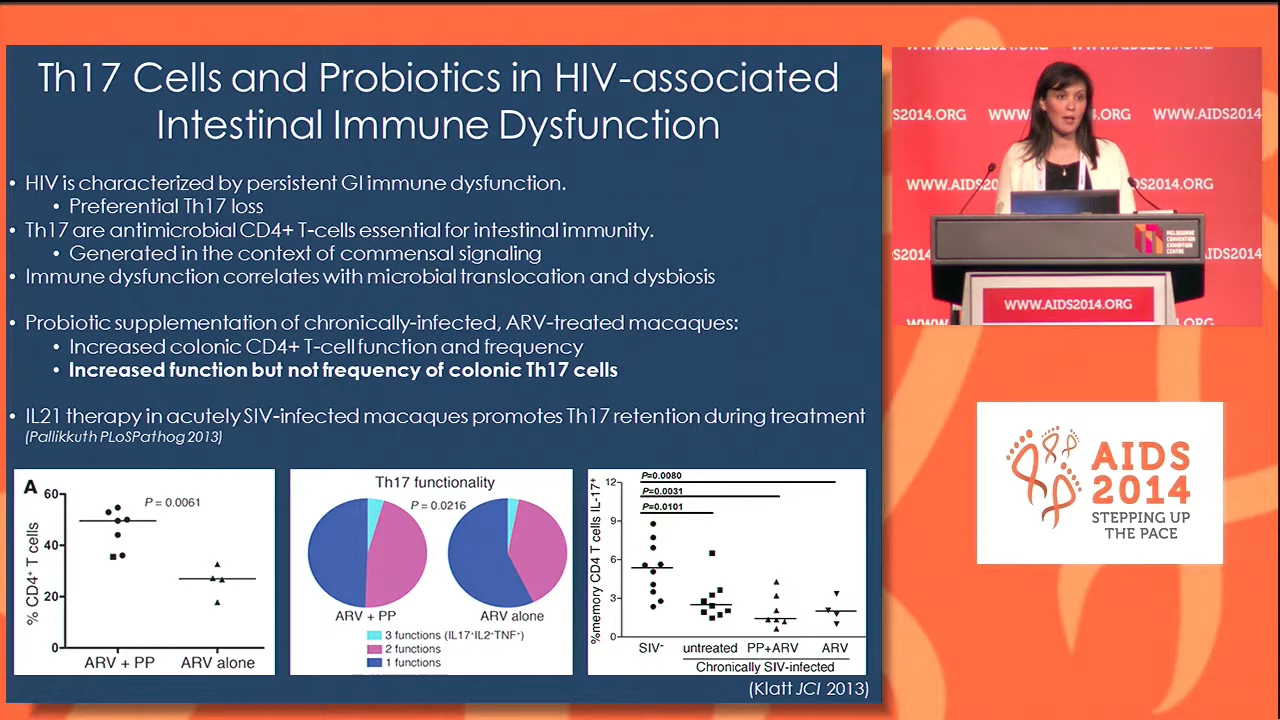 Th17 Cells and Probiotics in HIV-associated
Intestinal Immune Dysfunction
• HIV is characterized by persistent GI immune dysfunction.
• Preferential Th17 loss
• Th17 are antimicrobial CD4+ T-cells essential for intestinal immunity.
• Generated in the context of commensal signaling
• Immune dysfunction correlates with microbial translocation and dysbiosis
• Probiotic supplementation of chronically-infected, ARV-treated macaques:
• Increased colonic CD4+ T-cell function and frequency
• Increased function but not frequency of colonic Th17 cells
• IL21 therapy in acutely SIV-infected macaques promotes Th17 retention during treatment
(Pallikkuth PLoSPathog 2013)
A
% CD4+ T cells
60
40
20
0
P = 0.0061
ARV + PP
ARV alone
Th17 functionality
P = 0.0216
ARV + PP
ARV alone
3 functions (IL17+IL2+TNF+)
2 functions
1 functions
%memory CD4 T cells IL-17+
12
9
6
3
0
P=0.0080
P=0.0031
P=0.0101
SIV-
untreated
PP+ARV
ARV
Chronically SIV-infected
(Klatt JCI 2013)
WWW.AIDS2014.ORG
WWW.AIDS2014.ORG
S2014.ORG
WWW.AIDS2014.ORG
WWW.AIDS2014
WWW.AIDS20
14.ORG
S2014
AIDS2014.ORG
MELBOURNE
CONVENTION
EXHIBITION
CENTRE
WWW.AIDS2014.ORG
AIDS
2014
STEPPING UP
THE PACE